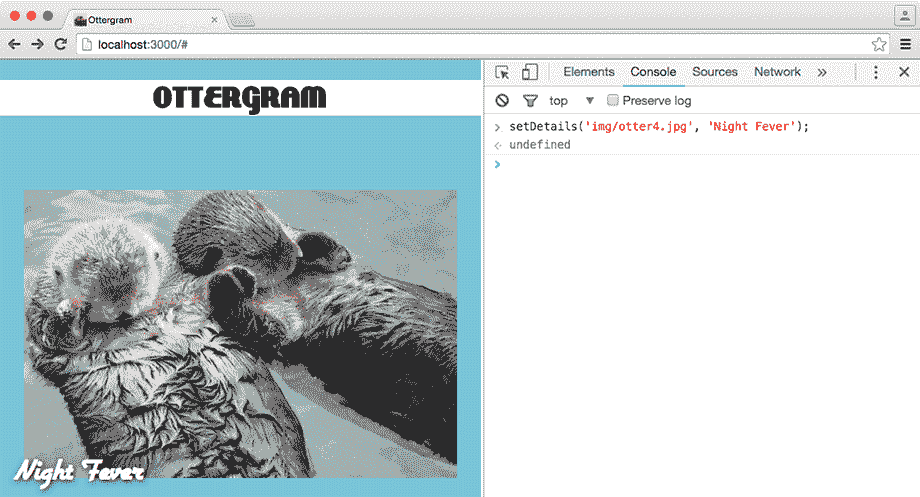 Ottergram
localhost:3000/#
OTTERGRAM
Night Fever
Elements Console Sources Network »
top Preserve log
> setDetails('img/otter4.jpg', 'Night Fever');
undefined
>